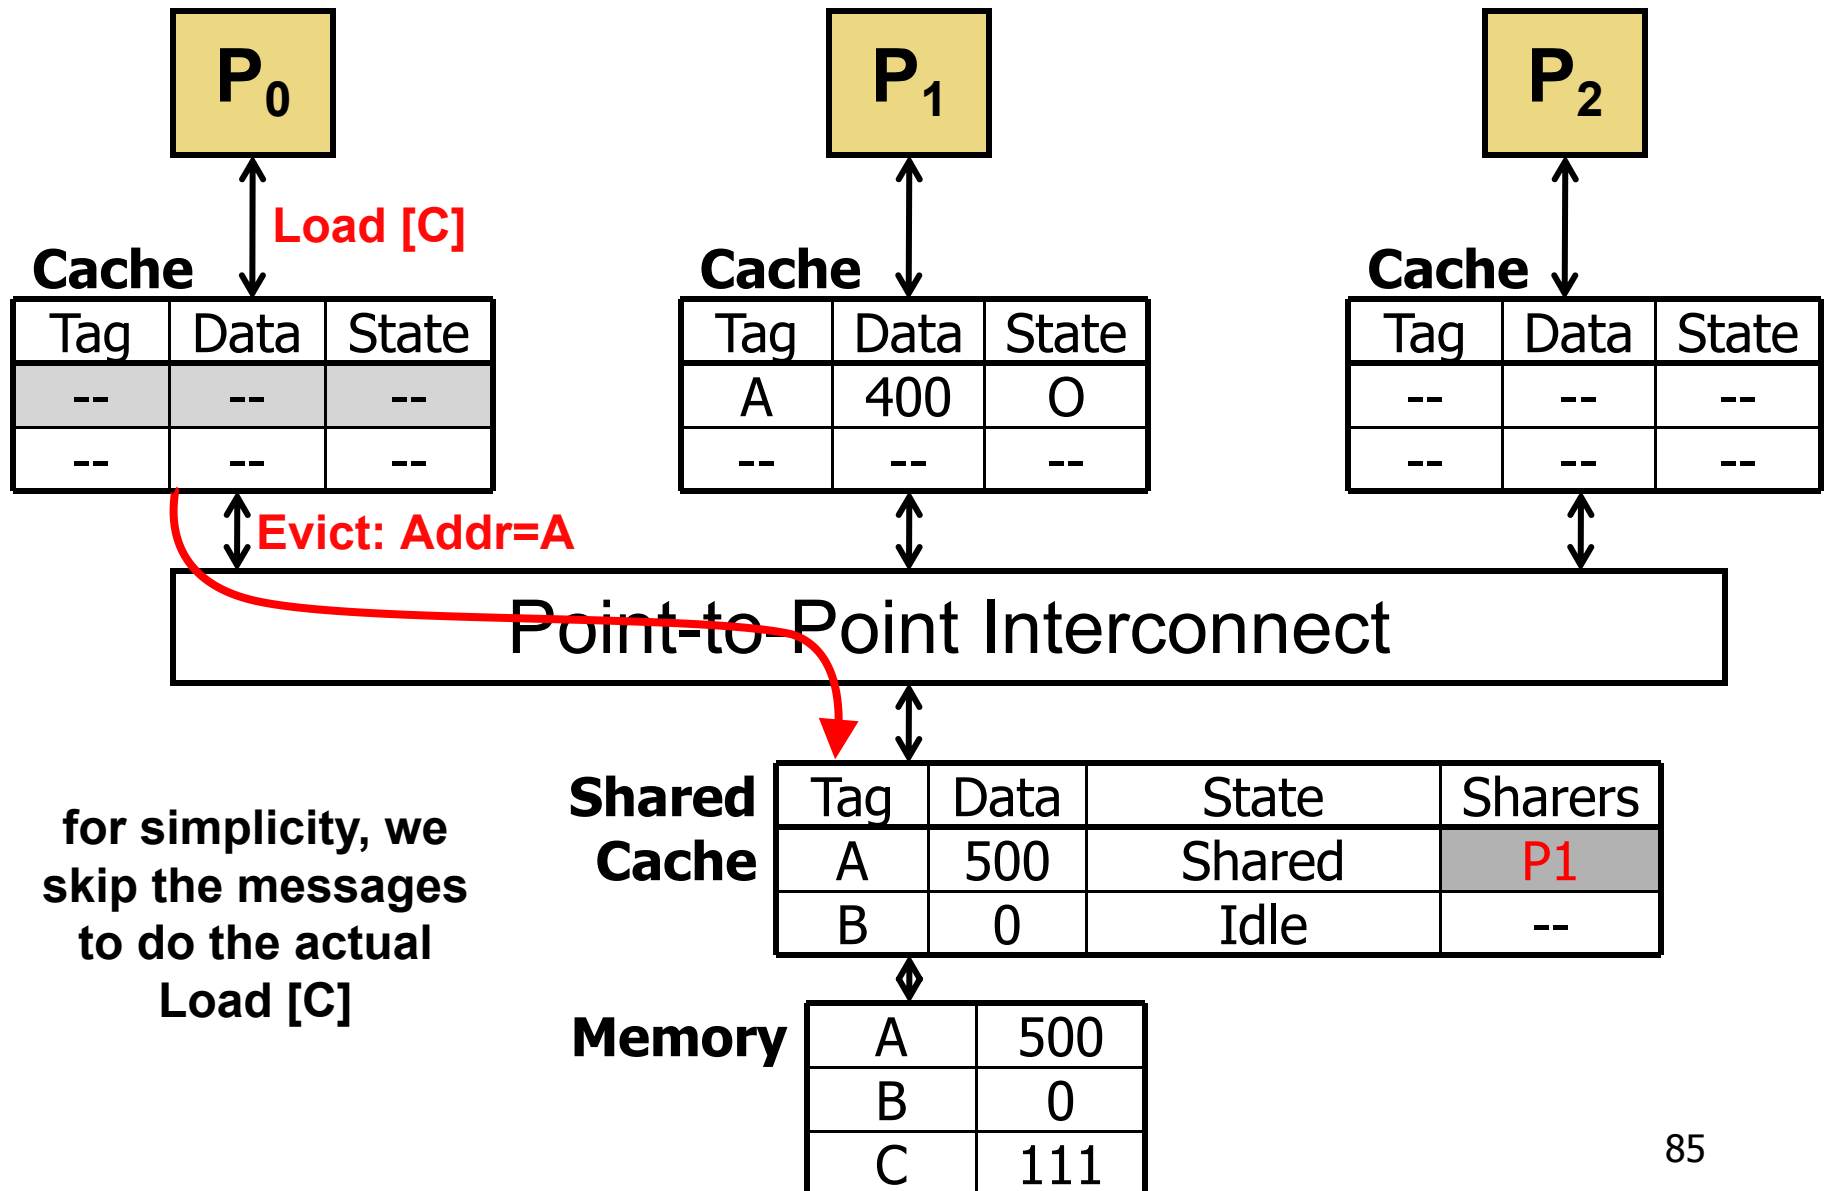 P0 P1 P2
Load [C]
Cache Cache Cache
Tag Data State Tag Data State Tag Data State
-- -- -- A 400 O -- -- --
-- -- -- -- -- -- -- -- --
Evict: Addr=A
Point-to-Point Interconnect
for simplicity, we
skip the messages
to do the actual
Load [C]
Shared
Cache
Tag Data State Sharers
A 500 Shared P1
B 0 Idle --
Memory
A 500
B 0
C 111
85